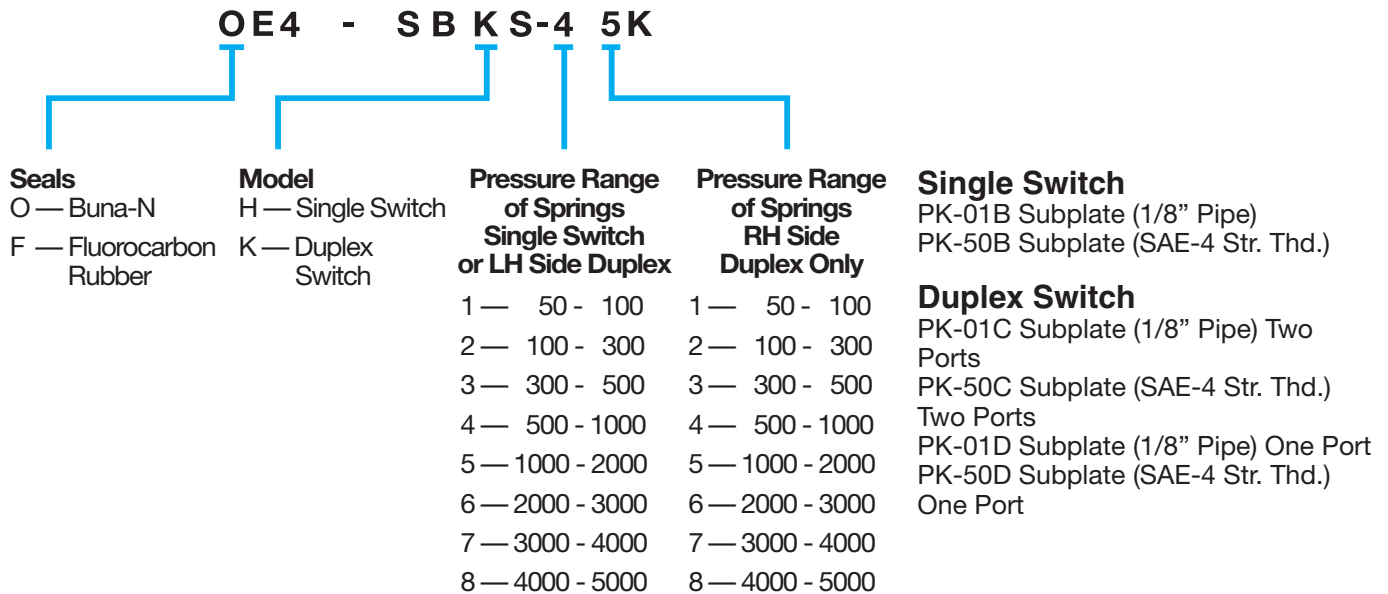 OE4 - SBKS-4 5K
Seals
O — Buna-N
F — Fluorocarbon
Rubber
Model
H — Single Switch
K — Duplex
Switch
Pressure Range
of Springs
Single Switch
or LH Side Duplex
1 — 50 - 100
2 — 100 - 300
3 — 300 - 500
4 — 500 - 1000
5 — 1000 - 2000
6 — 2000 - 3000
7 — 3000 - 4000
8 — 4000 - 5000
Pressure Range
of Springs
RH Side
Duplex Only
1 — 50 - 100
2 — 100 - 300
3 — 300 - 500
4 — 500 - 1000
5 — 1000 - 2000
6 — 2000 - 3000
7 — 3000 - 4000
8 — 4000 - 5000
Single Switch
PK-01B Subplate (1/8” Pipe)
PK-50B Subplate (SAE-4 Str. Thd.)
Duplex Switch
PK-01C Subplate (1/8” Pipe) Two
Ports
PK-50C Subplate (SAE-4 Str. Thd.)
Two Ports
PK-01D Subplate (1/8” Pipe) One Port
PK-50D Subplate (SAE-4 Str. Thd.)
One Port